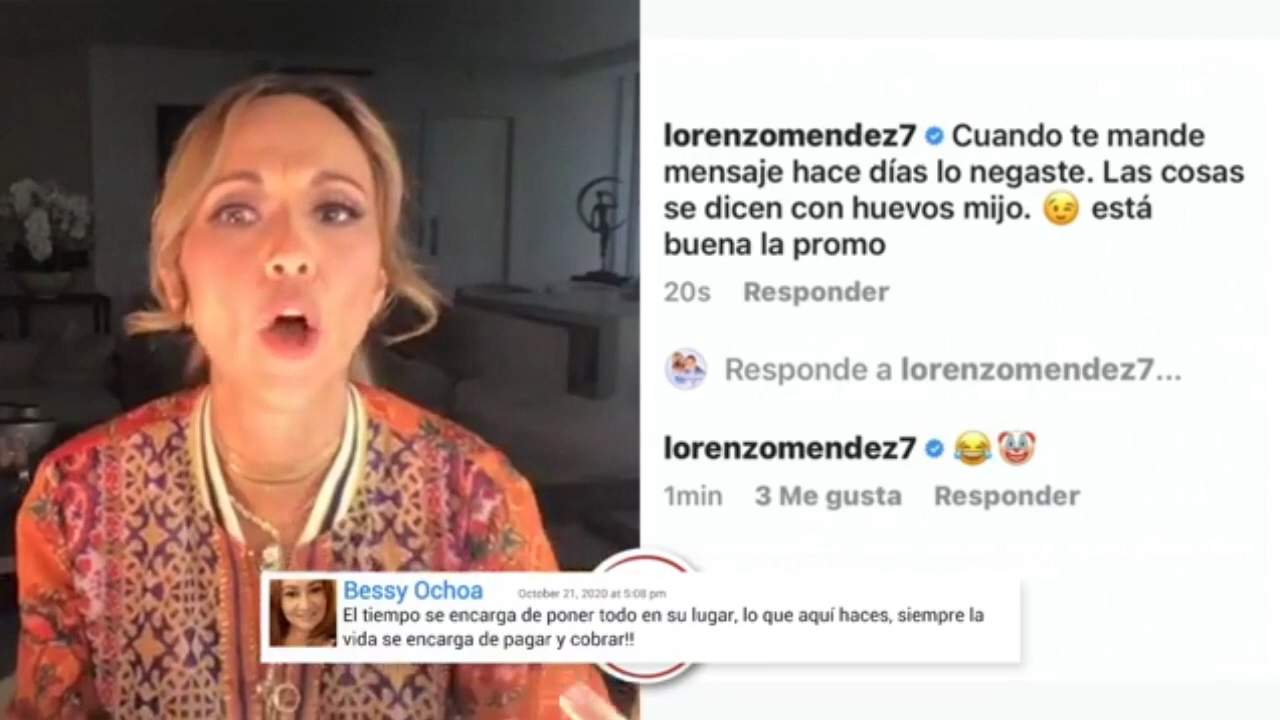 lorenzomendez7 Cuando te mande
mensaje hace días lo negaste. Las cosas
se dicen con huevos mijo. 😉 está
buena la promo
20s Responder
Responde a lorenzomendez7...
lorenzomendez7 😂🤡
1min 3 Me gusta Responder
Bessy Ochoa October 21, 2020 at 5:08 pm
El tiempo se encarga de poner todo en su lugar, lo que aquí haces, siempre la
vida se encarga de pagar y cobrar!!